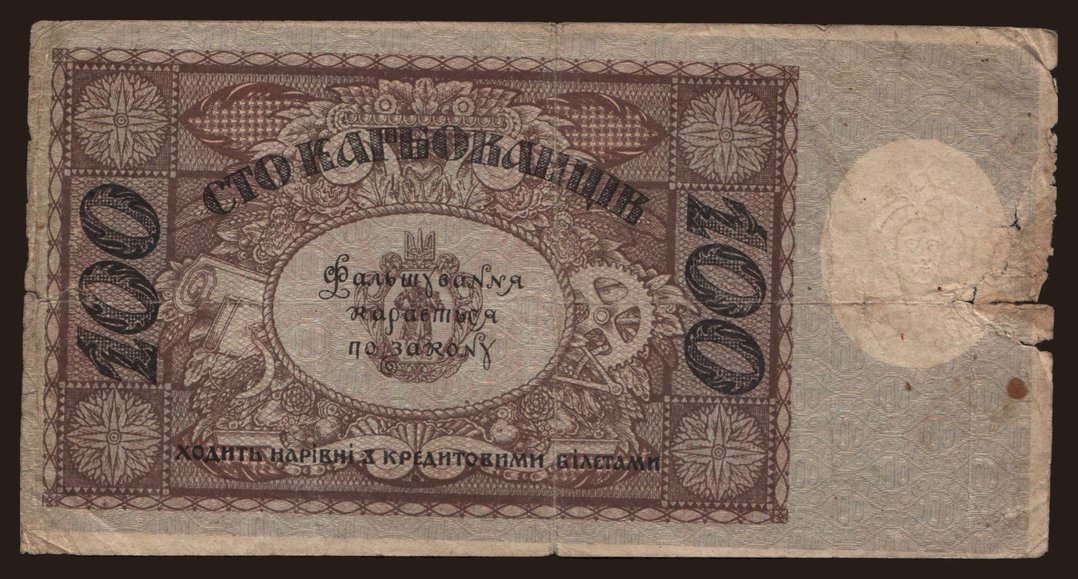 СТО КАРБОВАНЦІВ
100
100
Фальшування
карається
по закону
ХОДИТЬ НАРІВНІ З КРЕДИТОВИМИ БІЛЕТАМИ